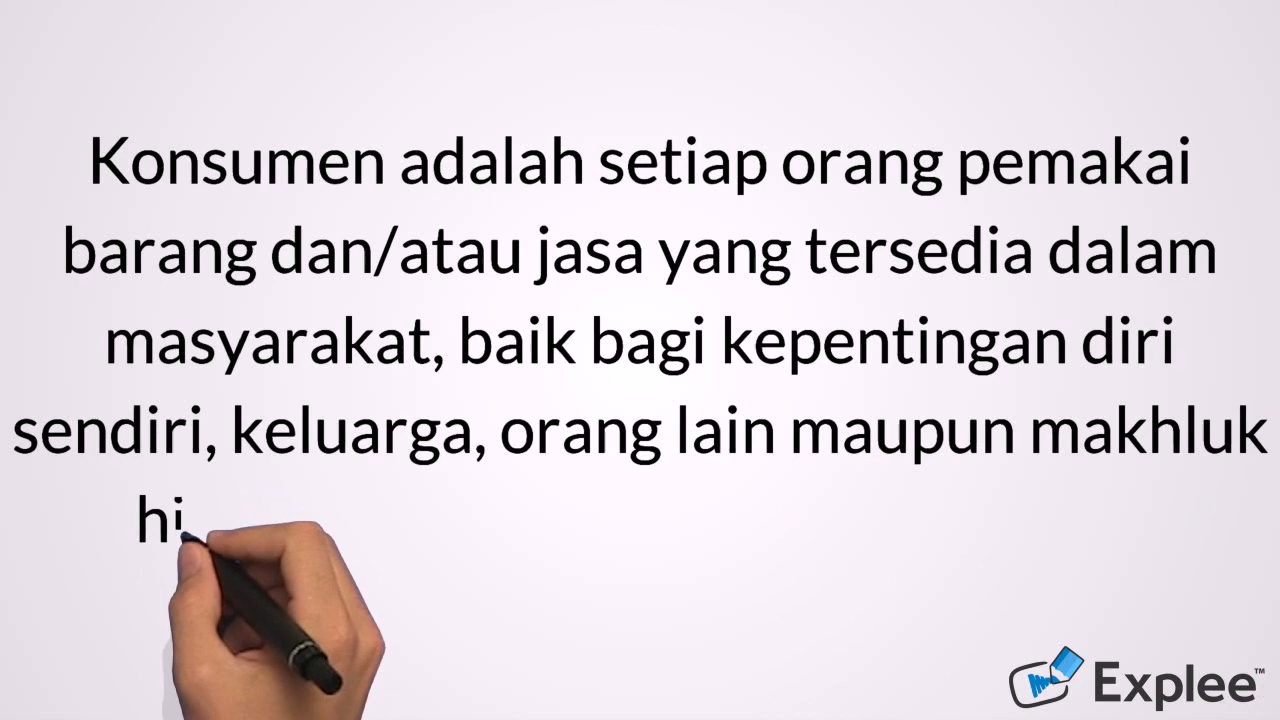 Konsumen adalah setiap orang pemakai
barang dan/atau jasa yang tersedia dalam
masyarakat, baik bagi kepentingan diri
sendiri, keluarga, orang lain maupun makhluk
hi
Explee™